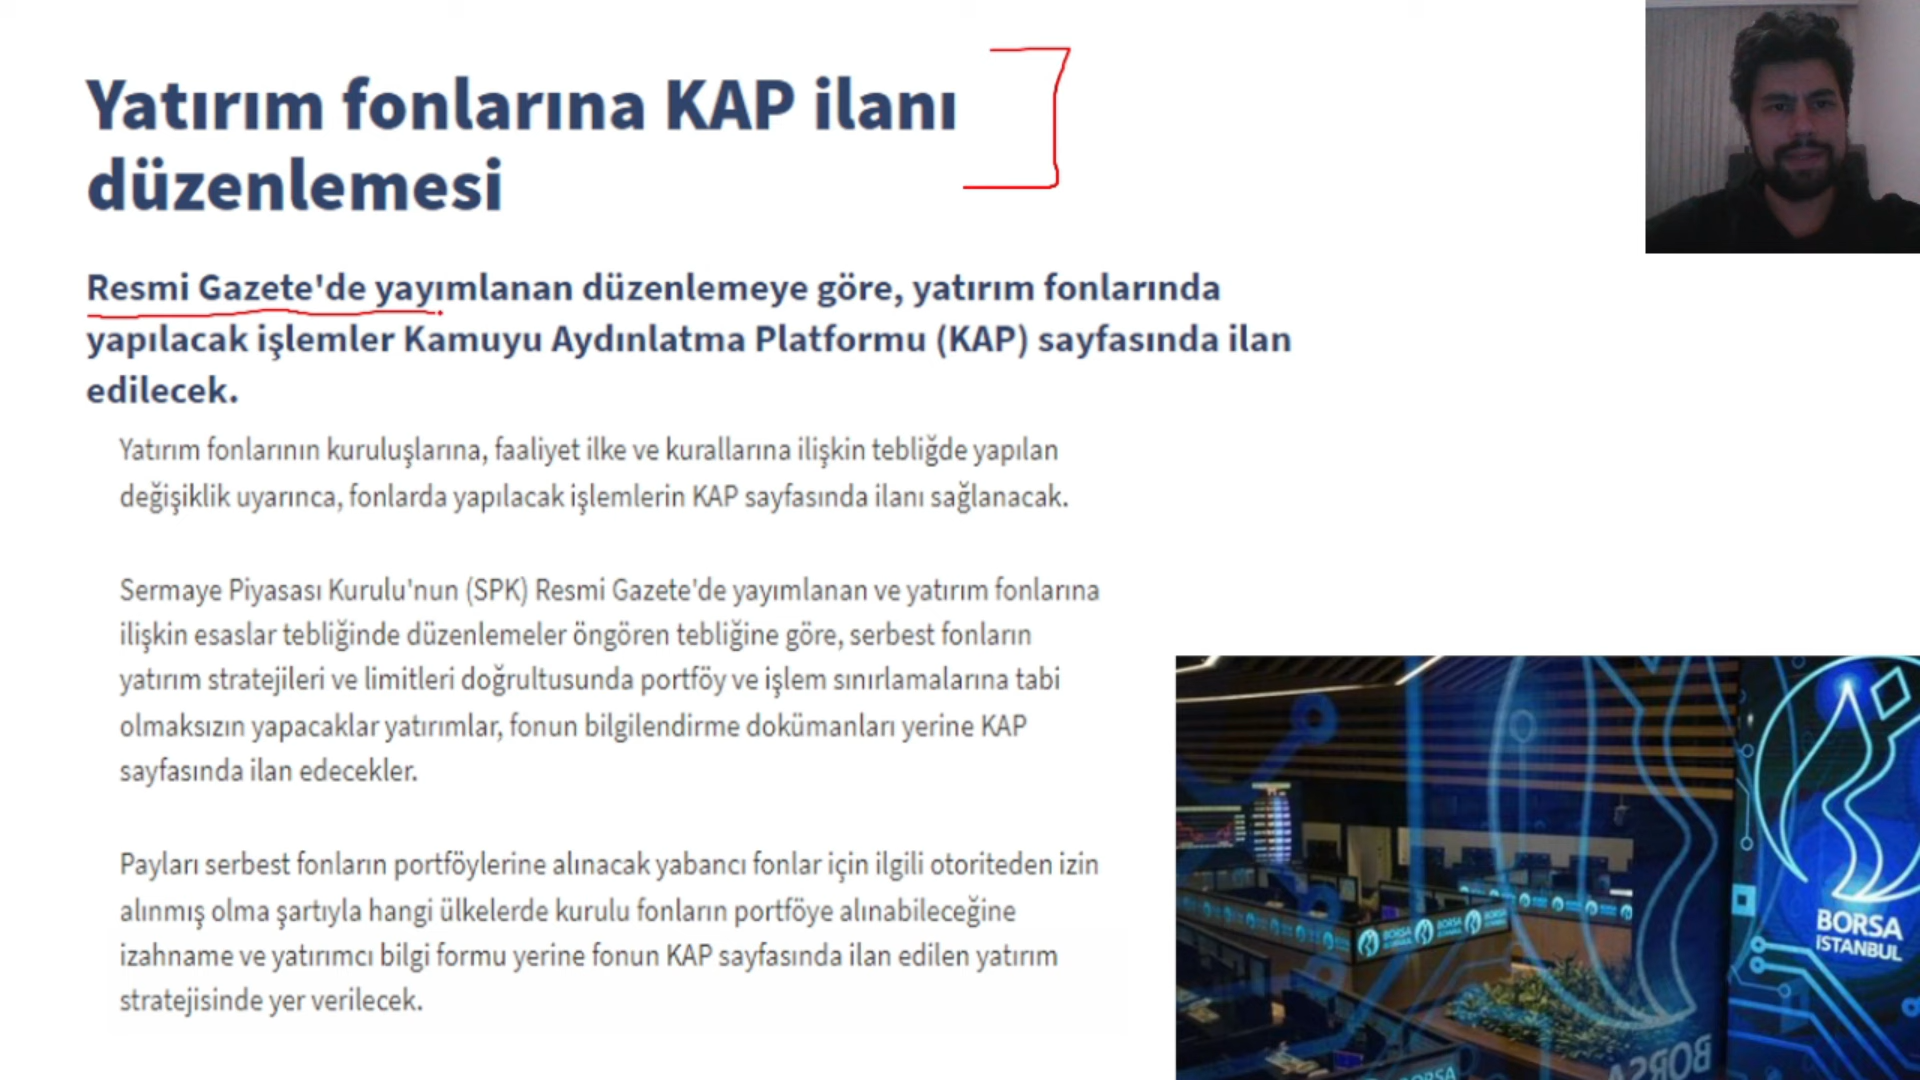 Yatırım fonlarına KAP ilanı
düzenlemesi
Resmi Gazete'de yayımlanan düzenlemeye göre, yatırım fonlarında
yapılacak işlemler Kamuyu Aydınlatma Platformu (KAP) sayfasında ilan
edilecek.
Yatırım fonlarının kuruluşlarına, faaliyet ilke ve kurallarına ilişkin tebliğde yapılan
değişiklik uyarınca, fonlarda yapılacak işlemlerin KAP sayfasında ilanı sağlanacak.
Sermaye Piyasası Kurulu'nun (SPK) Resmi Gazete'de yayımlanan ve yatırım fonlarına
ilişkin esaslar tebliğinde düzenlemeler öngören tebliğine göre, serbest fonların
yatırım stratejileri ve limitleri doğrultusunda portföy ve işlem sınırlamalarına tabi
olmaksızın yapacaklar yatırımlar, fonun bilgilendirme dokümanları yerine KAP
sayfasında ilan edecekler.
Payları serbest fonların portföylerine alınacak yabancı fonlar için ilgili otoriteden izin
alınmış olma şartıyla hangi ülkelerde kurulu fonların portföye alınabileceğine
izahname ve yatırımcı bilgi formu yerine fonun KAP sayfasında ilan edilen yatırım
stratejisinde yer verilecek.
BORSA
İSTANBUL
BORSA
BORSA
BORSA
BORSA